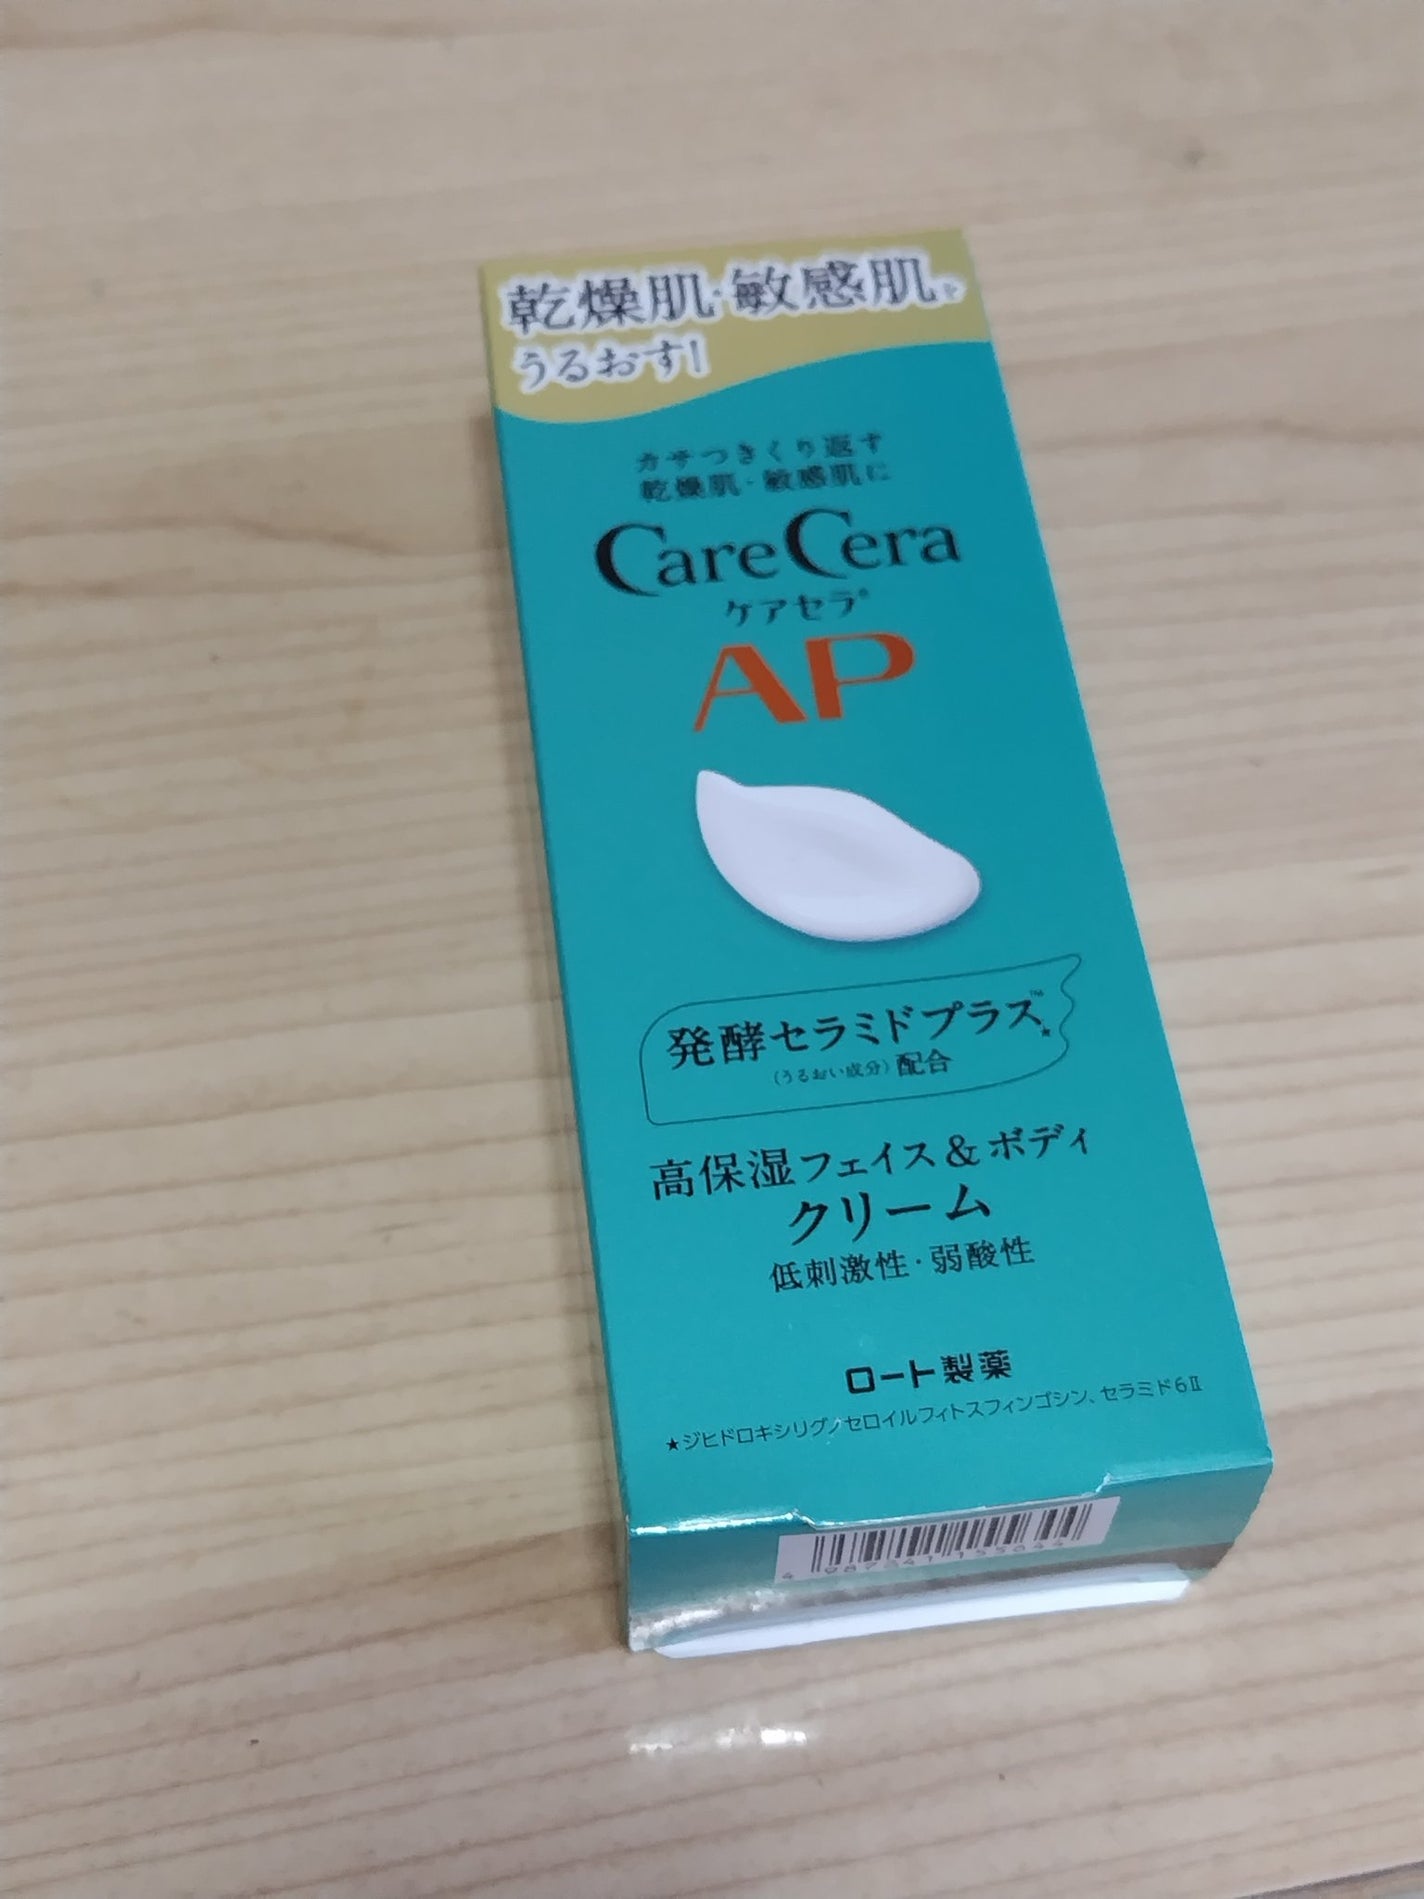 乾燥肌・敏感肌を
うるおす!
カサつきくり返す
乾燥肌・敏感肌に
CareCera
ケアセラ®
AP
発酵セラミドプラス™★
(うるおい成分)配合
高保湿フェイス&ボディ
クリーム
低刺激性・弱酸性
ロート製薬
★ジヒドロキシリグノセロイルフィトスフィンゴシン、セラミド6Ⅱ